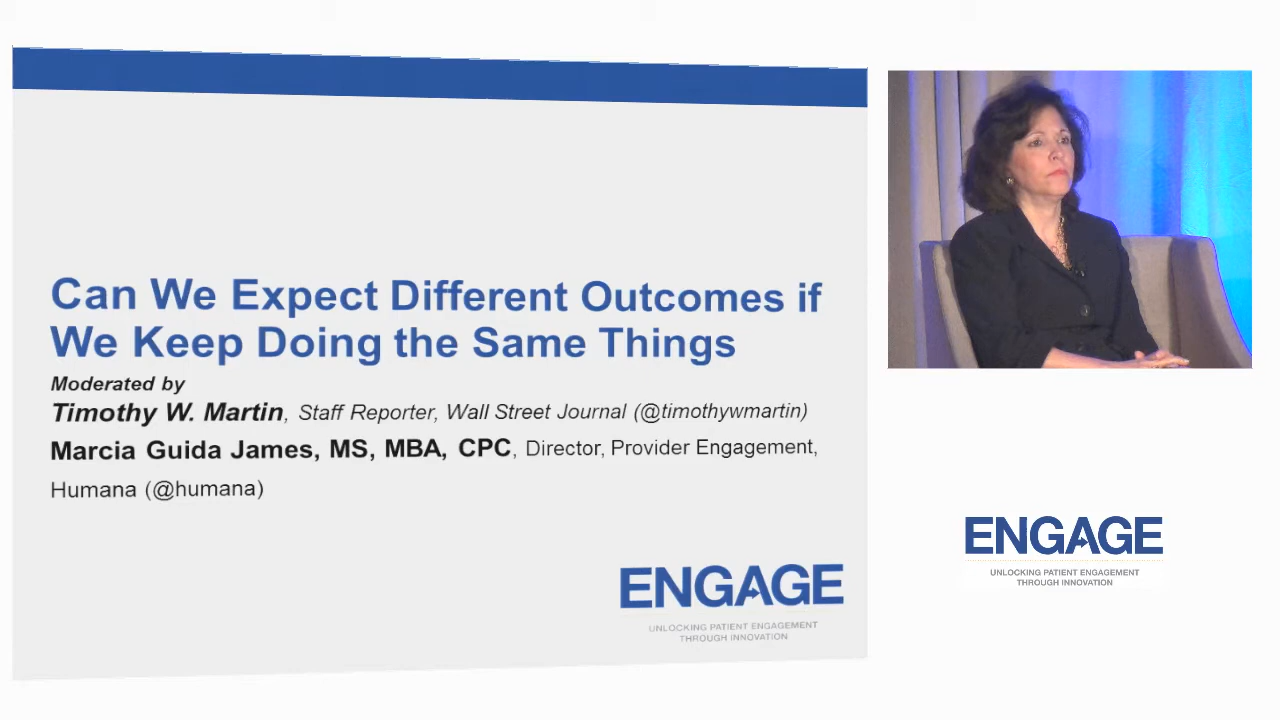 Can We Expect Different Outcomes if
We Keep Doing the Same Things
Moderated by
Timothy W. Martin, Staff Reporter, Wall Street Journal (@timothywmartin)
Marcia Guida James, MS, MBA, CPC, Director, Provider Engagement,
Humana (@humana)
ENGAGE
UNLOCKING PATIENT ENGAGEMENT
THROUGH INNOVATION
ENGAGE
UNLOCKING PATIENT ENGAGEMENT
THROUGH INNOVATION